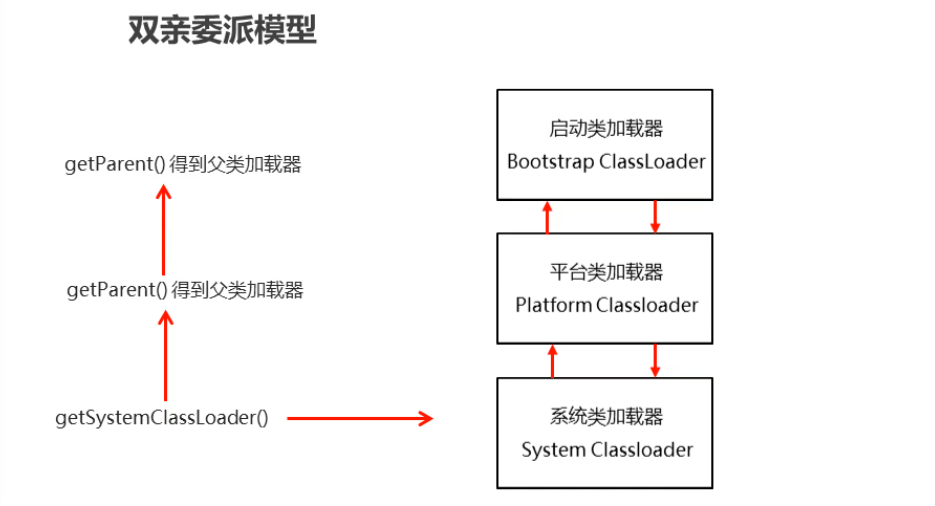 双亲委派模型
getParent() 得到父类加载器
getParent() 得到父类加载器
getSystemClassLoader()
启动类加载器
Bootstrap ClassLoader
平台类加载器
Platform Classloader
系统类加载器
System Classloader